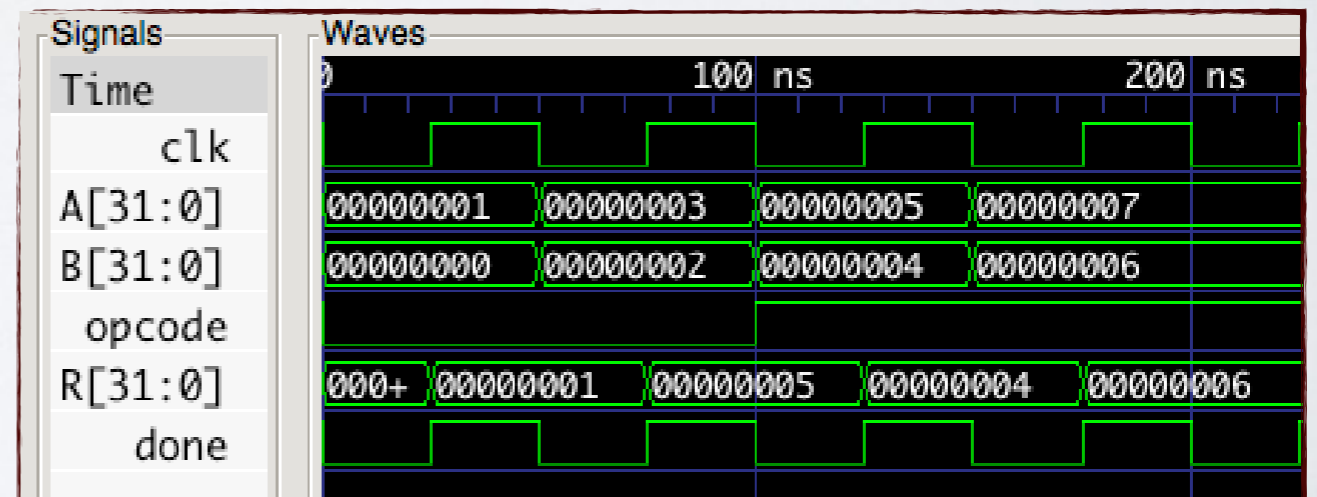 Signals Waves
Time 0 100 ns 200 ns
clk
A[31:0] 00000001 00000003 00000005 00000007
B[31:0] 00000000 00000002 00000004 00000006
opcode
R[31:0] 000+ 00000001 00000005 00000004 00000006
done